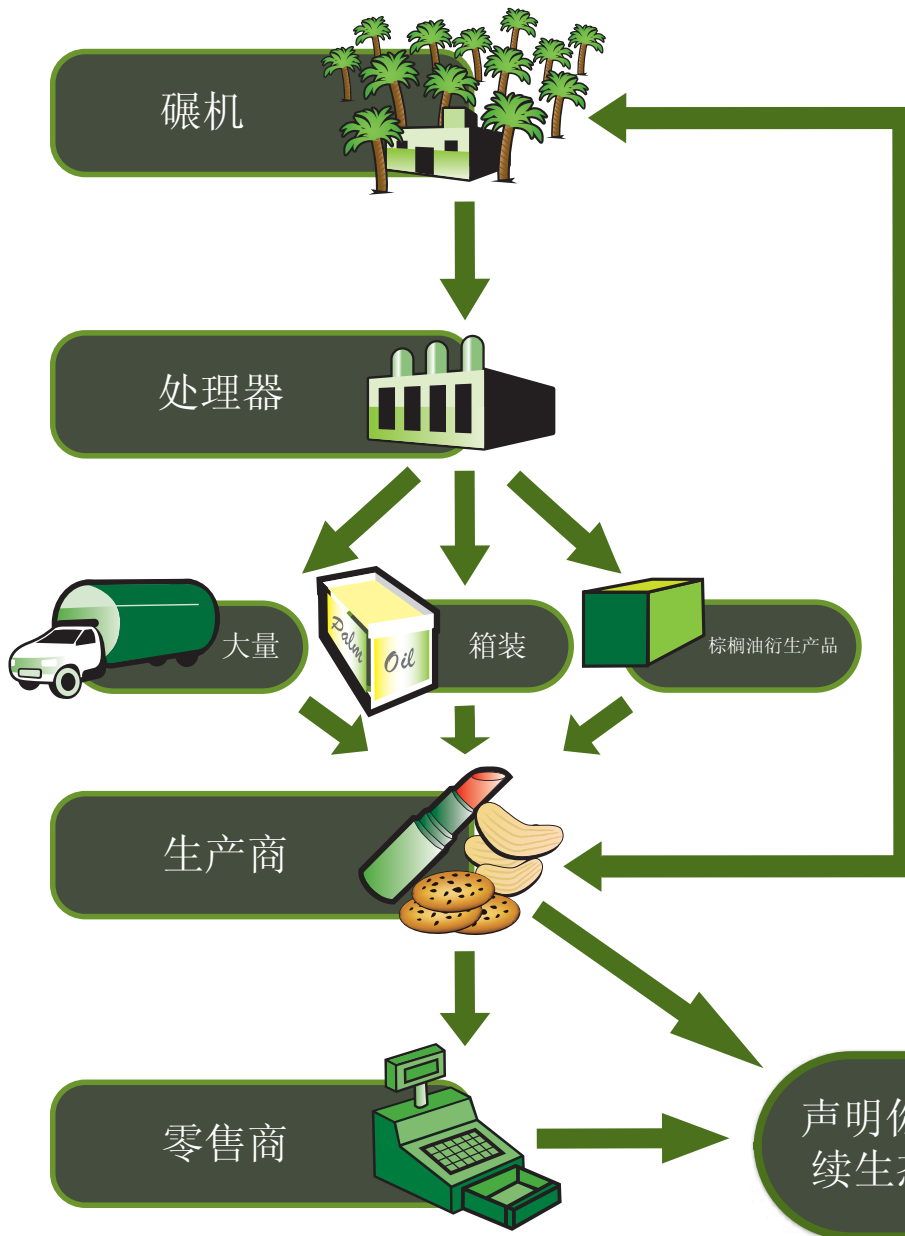 碾机
处理器
大量
Palm
Oil
箱装
棕榈油衍生产品
生产商
零售商
声明
续生